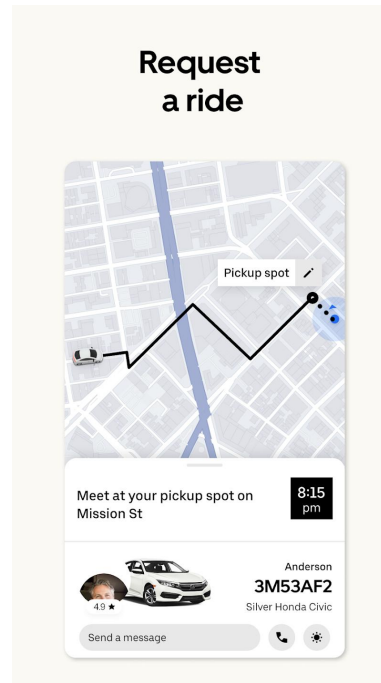 Request
a ride
Pickup spot
Meet at your pickup spot on
Mission St
8:15
pm
Anderson
3M53AF2
Silver Honda Civic
4.9 ★
Send a message